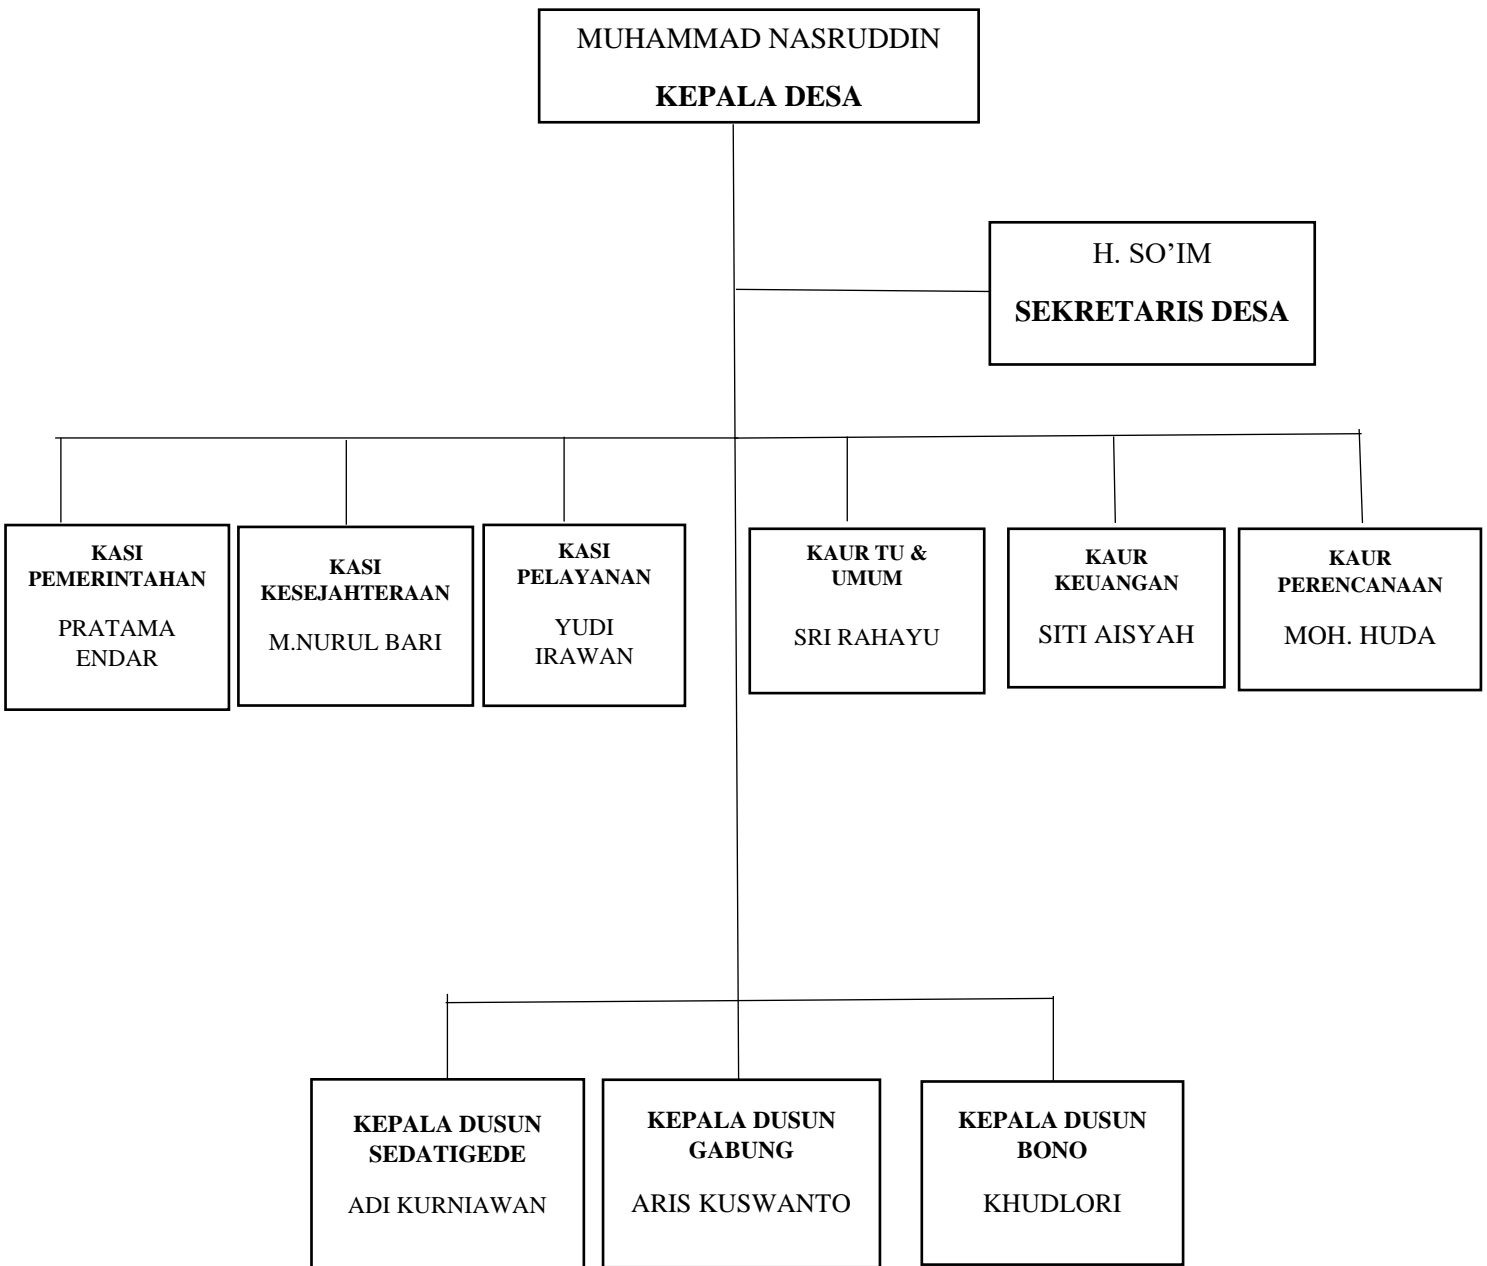 MUHAMMAD NASRUDDIN
KEPALA DESA
H. SO’IM
SEKRETARIS DESA
KASI
PEMERINTAHAN
PRATAMA
ENDAR
KASI
KESEJAHTERAAN
M.NURUL BARI
KASI
PELAYANAN
YUDI
IRAWAN
KAUR TU &
UMUM
SRI RAHAYU
KAUR
KEUANGAN
SITI AISYAH
KAUR
PERENCANAAN
MOH. HUDA
KEPALA DUSUN
SEDATIGEDE
ADI KURNIAWAN
KEPALA DUSUN
GABUNG
ARIS KUSWANTO
KEPALA DUSUN
BONO
KHUDLORI